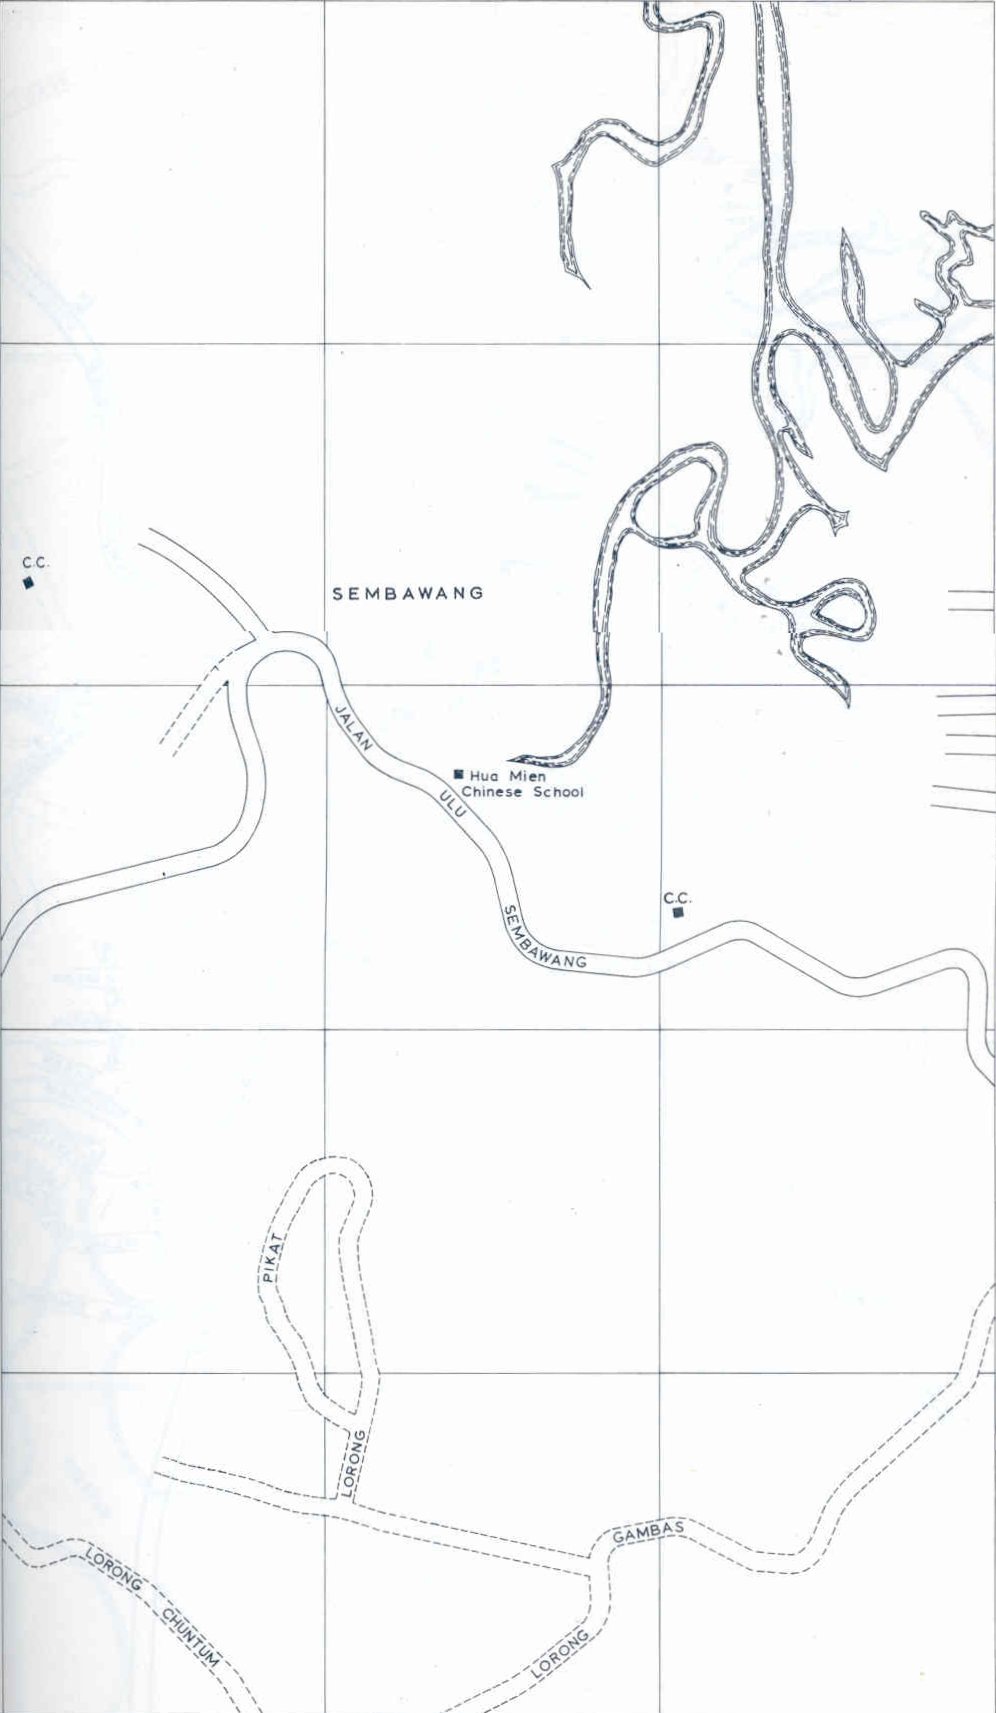 C.C.
SEMBAWANG
JALAN
Hua Mien
Chinese School
ULU
C.C.
SEMBAWANG
PIKAT
LORONG
GAMBAS
LORONG
CHUNTUM
LORONG